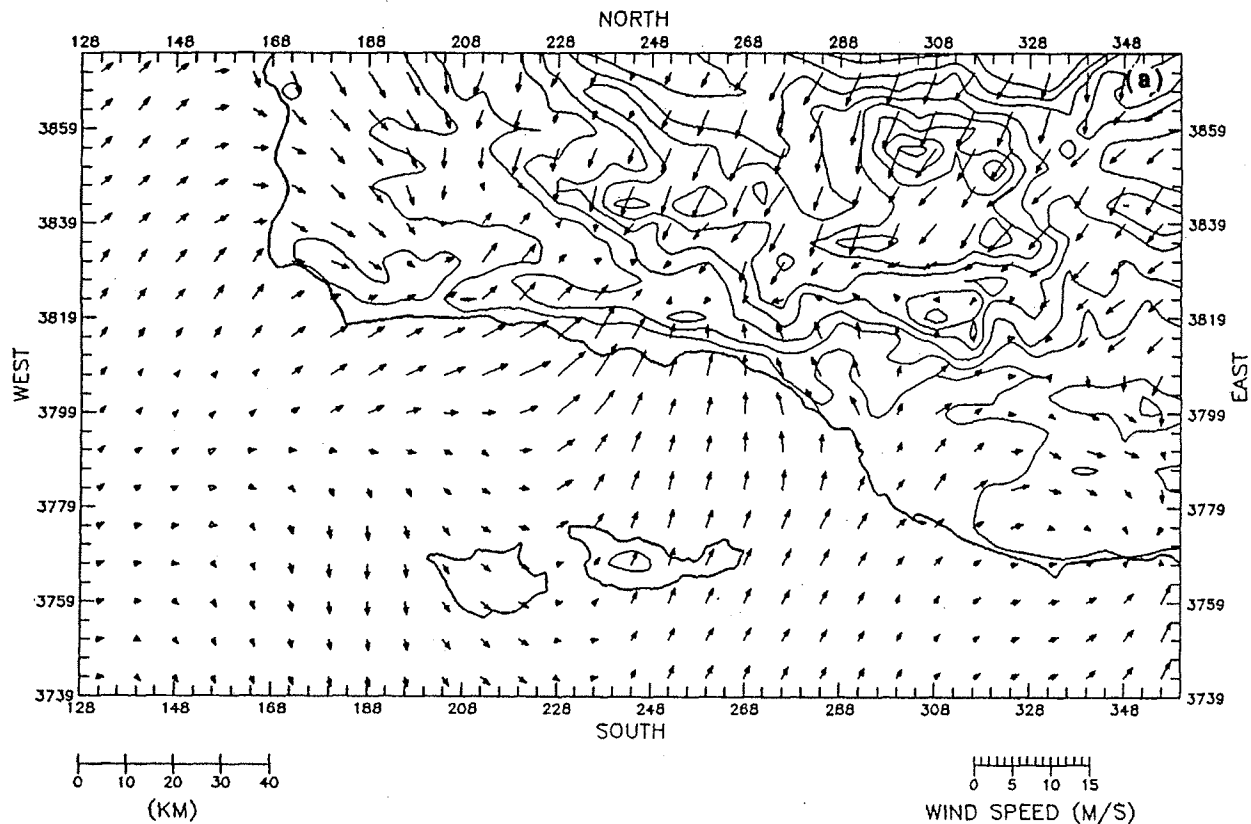 NORTH
128 148 168 188 208 228 248 268 288 308 328 348
(a)
3859 3859
3839 3839
3819 3819
WEST EAST
3799 3799
3779 3779
3759 3759
3739 3739
128 148 168 188 208 228 248 268 288 308 328 348
SOUTH
0 10 20 30 40
(KM)
0 5 10 15
WIND SPEED (M/S)